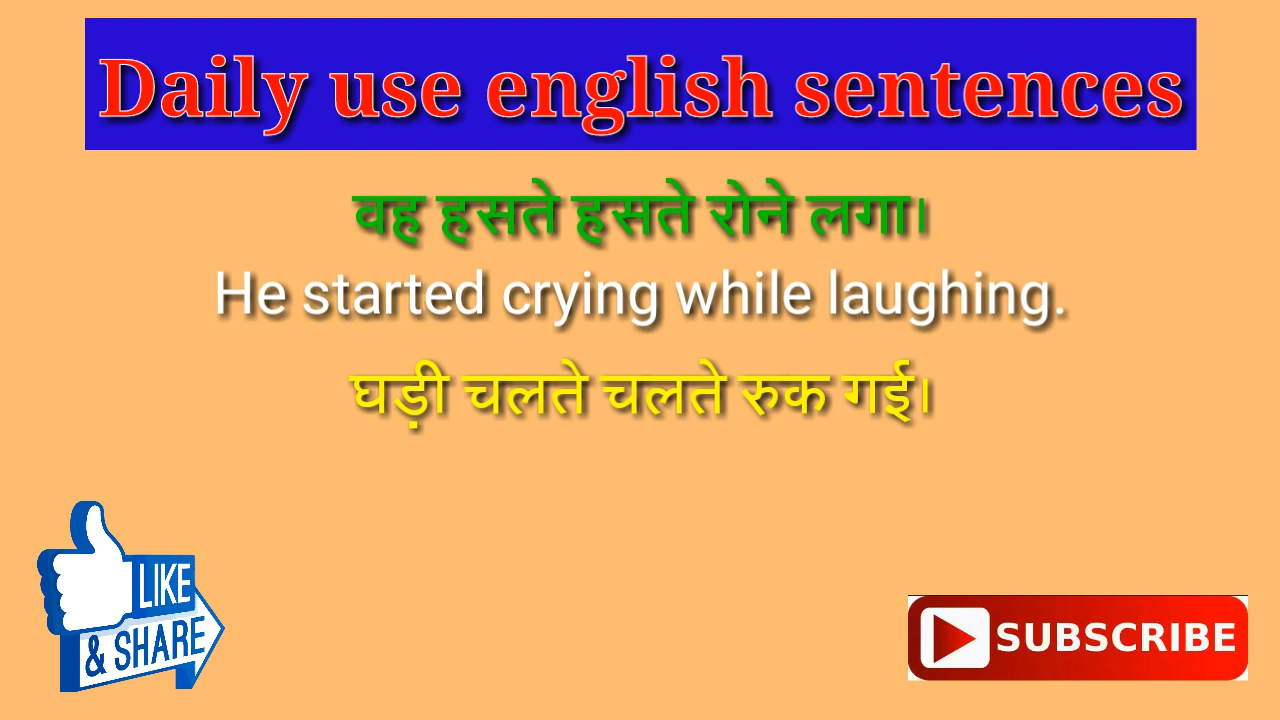 Daily use english sentences
वह हसते हसते रोने लगा।
He started crying while laughing.
घड़ी चलते चलते रुक गई।
LIKE
& SHARE
SUBSCRIBE